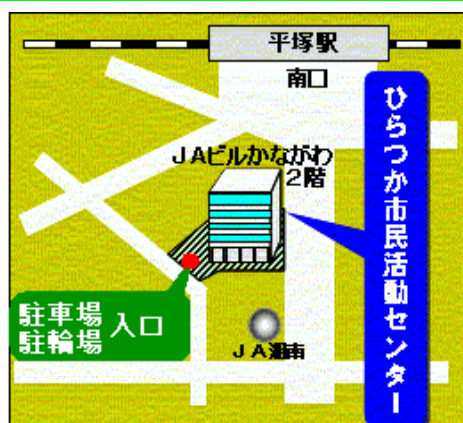 平塚駅
南口
JAビルかながわ
2階
ひらつか市民活動センター
駐車場
駐輪場
入口
JA湘南